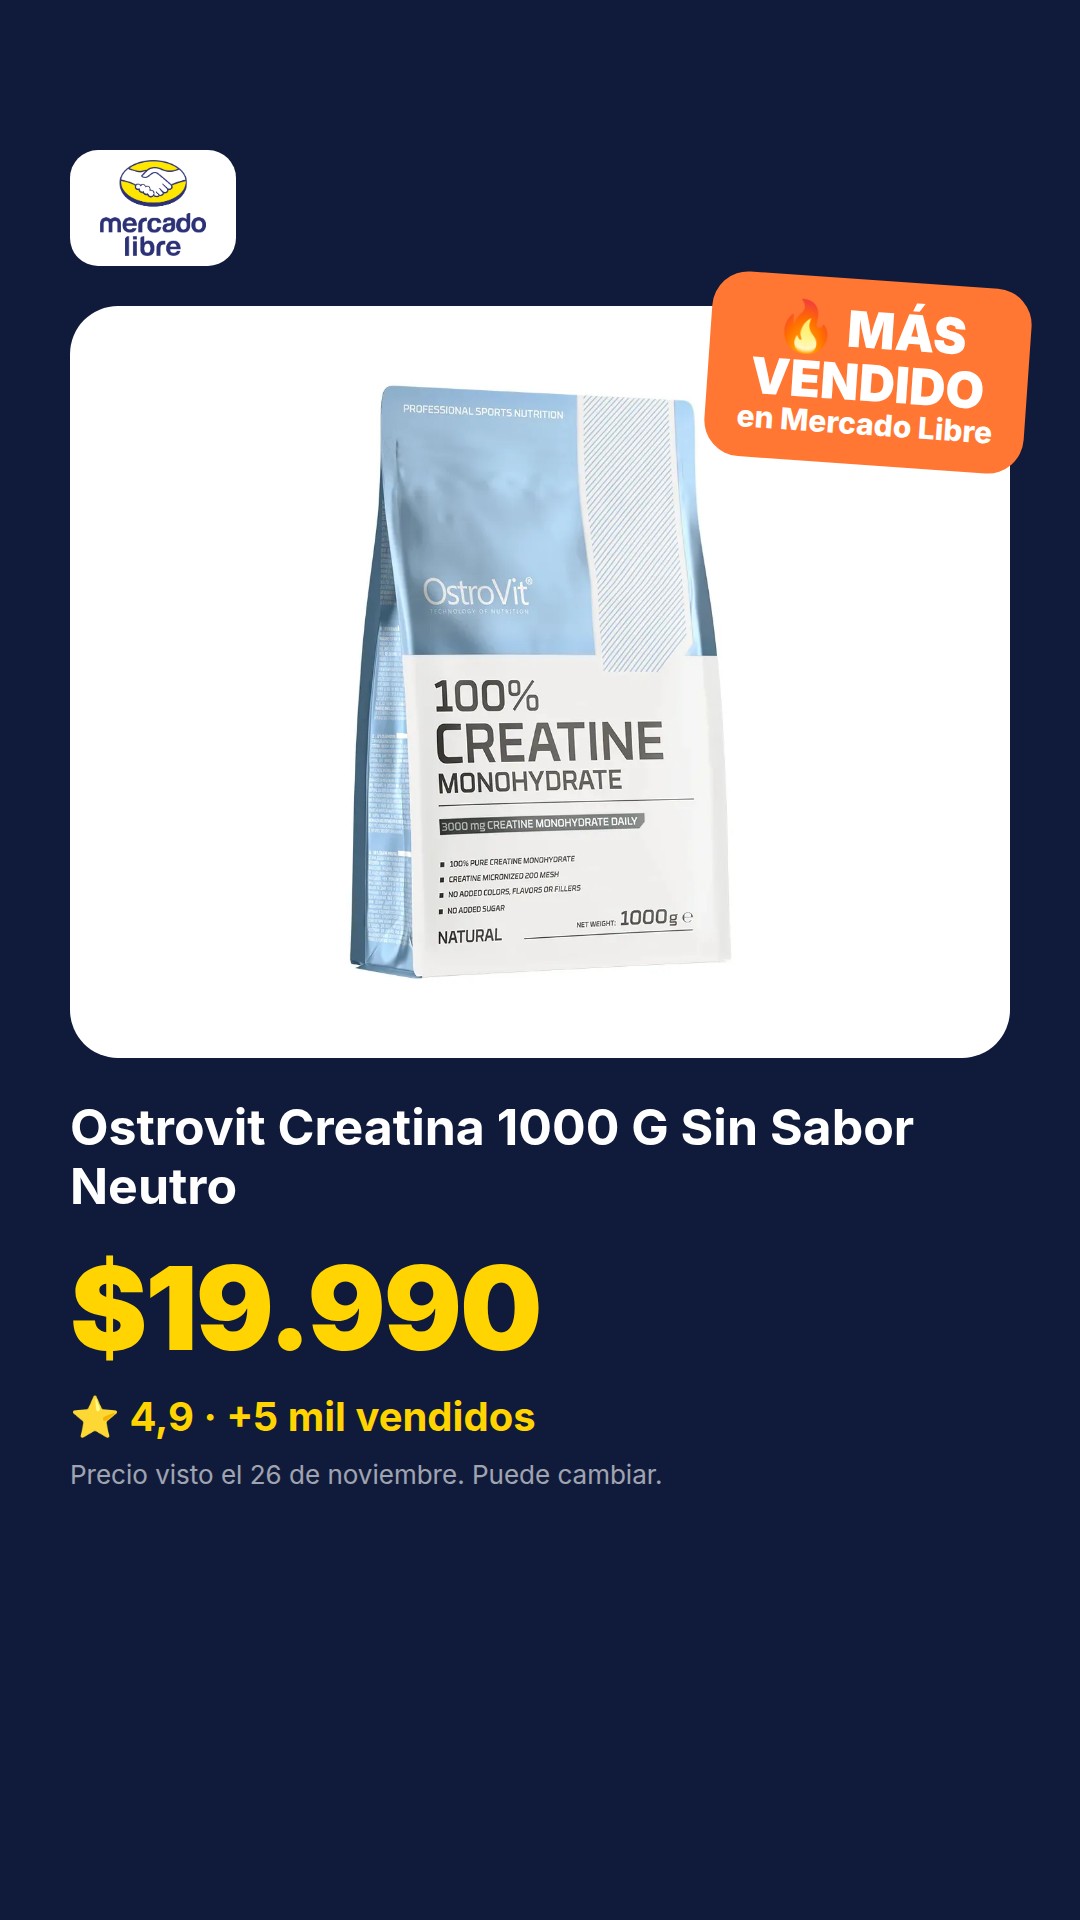 mercado
libre
🔥 MÁS
VENDIDO
en Mercado Libre
PROFESSIONAL SPORTS NUTRITION
OstroVit®
TECHNOLOGY OF NUTRITION
100%
CREATINE
MONOHYDRATE
3000 mg CREATINE MONOHYDRATE DAILY
100% PURE CREATINE MONOHYDRATE
CREATINE MICRONIZED 200 MESH
NO ADDED COLORS, FLAVORS OR FILLERS
NO ADDED SUGAR
NET WEIGHT: 1000g ℮
NATURAL
Ostrovit Creatina 1000 G Sin Sabor
Neutro
$19.990
⭐ 4,9 · +5 mil vendidos
Precio visto el 26 de noviembre. Puede cambiar.